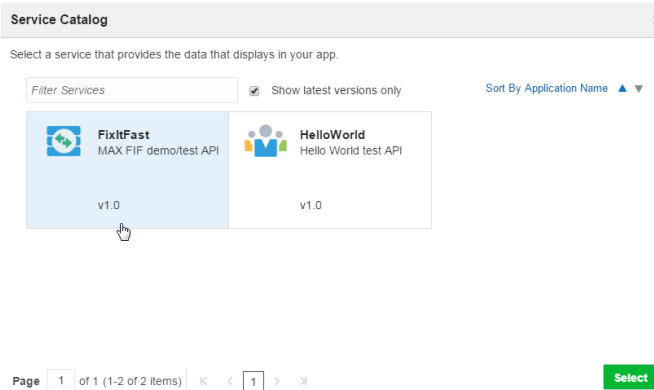 Service Catalog
Select a service that provides the data that displays in your app.
Filter Services
Show latest versions only
Sort By Application Name
FixItFast
MAX FIF demo/test API
v1.0
HelloWorld
Hello World test API
v1.0
Page 1 of 1 (1-2 of 2 items) K < 1 > X
Select